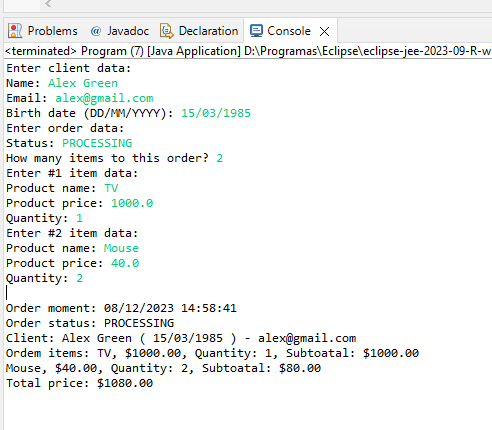 Problems @ Javadoc Declaration Console
<terminated> Program (7) [Java Application] D:\Programas\Eclipse\eclipse-jee-2023-09-R-w
Enter client data:
Name: Alex Green
Email: alex@gmail.com
Birth date (DD/MM/YYYY): 15/03/1985
Enter order data:
Status: PROCESSING
How many items to this order? 2
Enter #1 item data:
Product name: TV
Product price: 1000.0
Quantity: 1
Enter #2 item data:
Product name: Mouse
Product price: 40.0
Quantity: 2
Order moment: 08/12/2023 14:58:41
Order status: PROCESSING
Client: Alex Green ( 15/03/1985 ) - alex@gmail.com
Ordem items: TV, $1000.00, Quantity: 1, Subtoatal: $1000.00
Mouse, $40.00, Quantity: 2, Subtoatal: $80.00
Total price: $1080.00